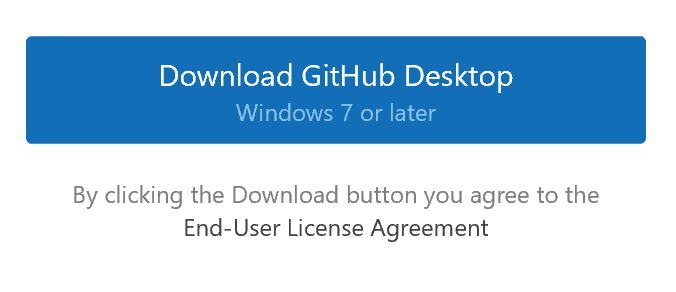 Download GitHub Desktop
Windows 7 or later
By clicking the Download button you agree to the
End-User License Agreement